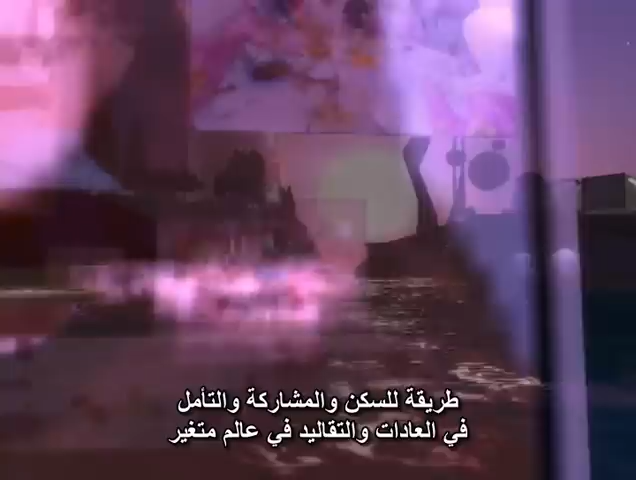 طريقة للسكن والمشاركة والتأمل
في العادات والتقاليد في عالم متغير